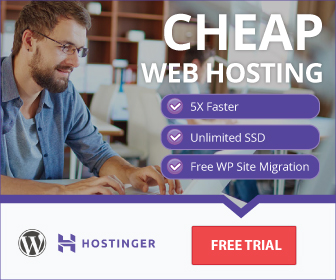 CHEAP
WEB HOSTING
5X Faster
Unlimited SSD
Free WP Site Migration
HOSTINGER
FREE TRIAL